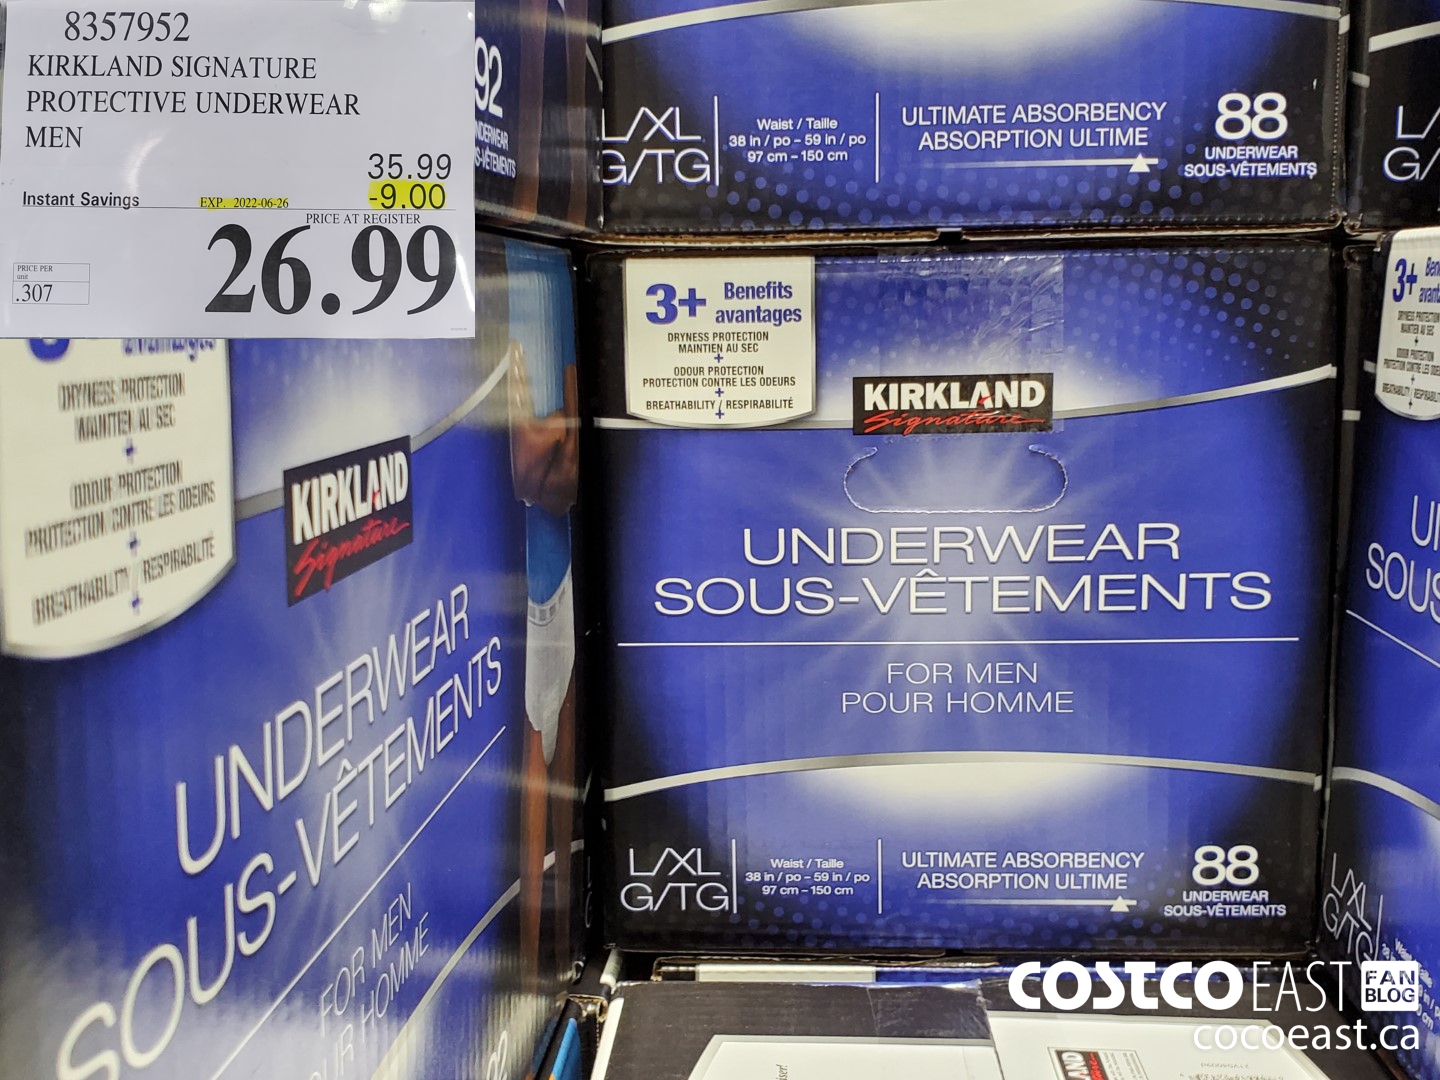 8357952
KIRKLAND SIGNATURE
PROTECTIVE UNDERWEAR
MEN
35.99
Instant Savings EXP. 2022-06-26 -9.00
PRICE AT REGISTER
26.99
PRICE PER
unit
.307
92
L/XL
G/TG
Waist / Taille
38 in / po – 59 in / po
97 cm – 150 cm
ULTIMATE ABSORBENCY
ABSORPTION ULTIME
88
UNDERWEAR
SOUS-VÊTEMENTS
L/
G/
DRYNESS PROTECTION
MAINTIEN AU SEC
+
ODOUR PROTECTION
PROTECTION CONTRE LES ODEURS
+
BREATHABILITY / RESPIRABILITÉ
+
KIRKLAND
Signature
UNDERWEAR
SOUS-VÊTEMENTS
FOR MEN
3+ Benefits
avantages
DRYNESS PROTECTION
MAINTIEN AU SEC
+
ODOUR PROTECTION
PROTECTION CONTRE LES ODEURS
+
BREATHABILITY / RESPIRABILITÉ
+
KIRKLAND
Signature
UNDERWEAR
SOUS-VÊTEMENTS
FOR MEN
POUR HOMME
L/XL
G/TG
Waist / Taille
38 in / po – 59 in / po
97 cm – 150 cm
ULTIMATE ABSORBENCY
ABSORPTION ULTIME
88
UNDERWEAR
SOUS-VÊTEMENTS
3+
L/XL
G/TG
KIRKLAND
COSTCO EAST FAN BLOG
cocoeast.ca